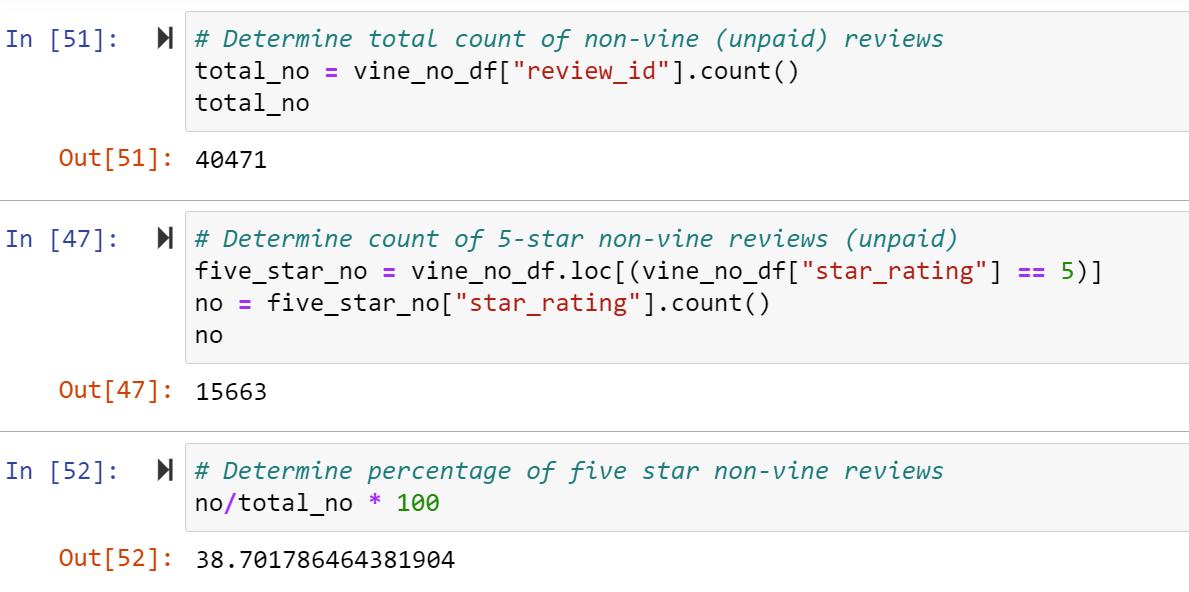 In [51]: # Determine total count of non-vine (unpaid) reviews
total_no = vine_no_df["review_id"].count()
total_no
Out[51]: 40471
In [47]: # Determine count of 5-star non-vine reviews (unpaid)
five_star_no = vine_no_df.loc[(vine_no_df["star_rating"] == 5)]
no = five_star_no["star_rating"].count()
no
Out[47]: 15663
In [52]: # Determine percentage of five star non-vine reviews
no/total_no * 100
Out[52]: 38.701786464381904